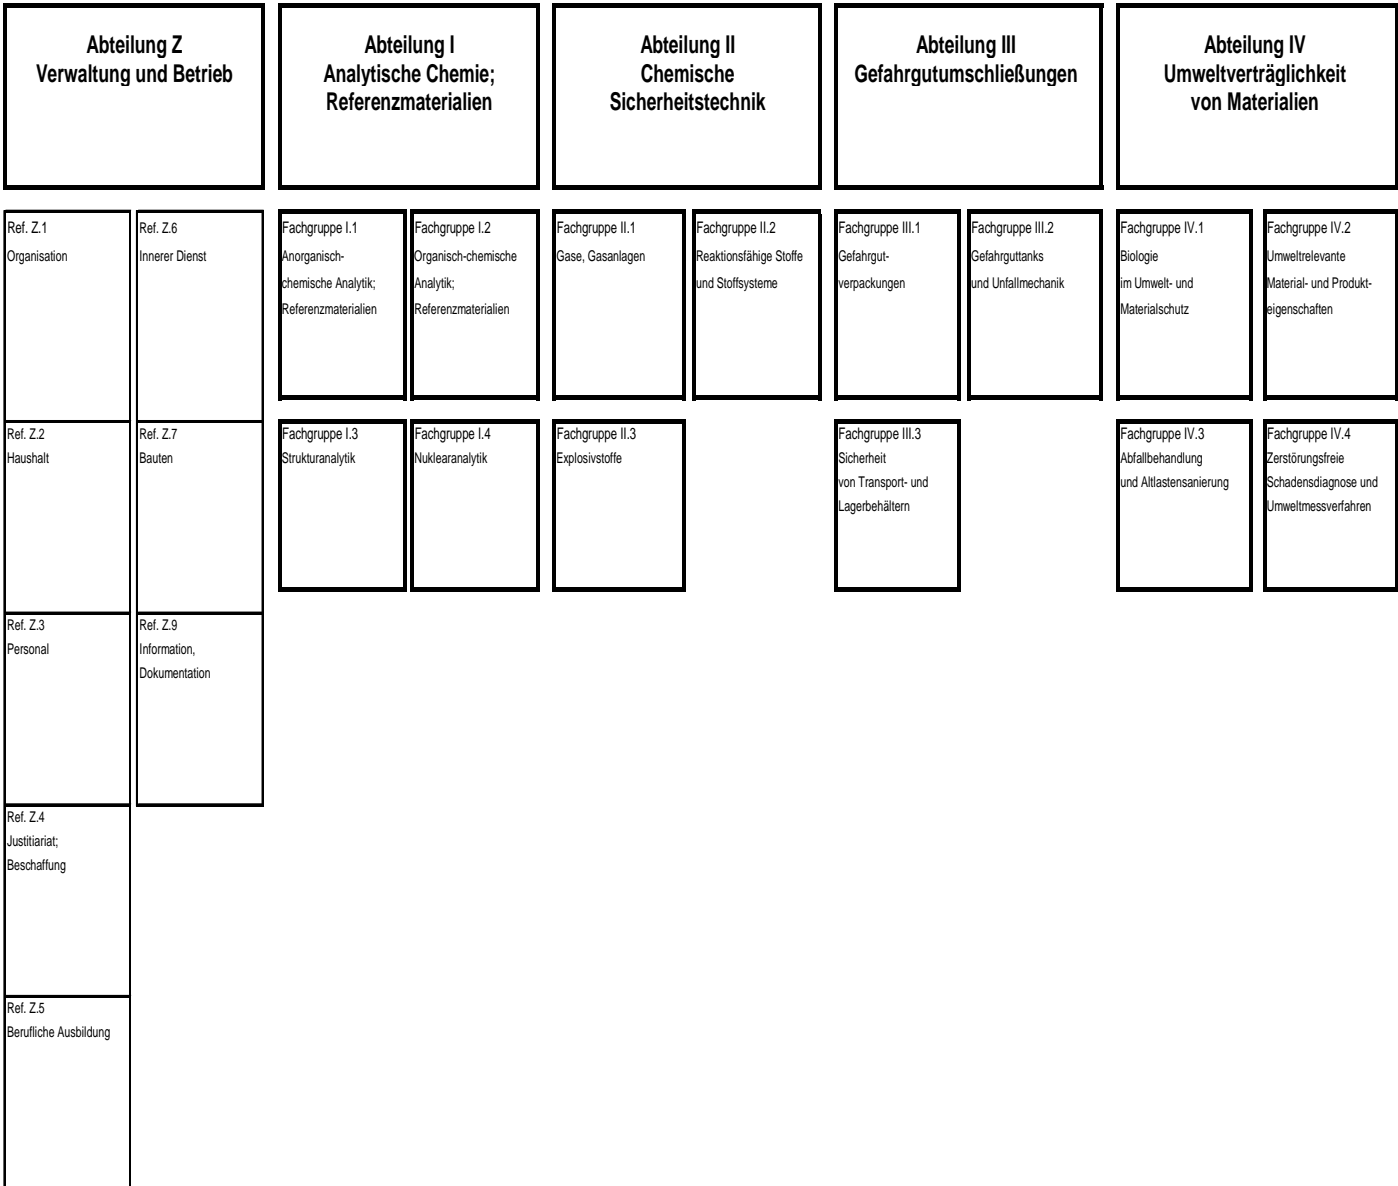 Abteilung Z
Verwaltung und Betrieb
Abteilung I
Analytische Chemie;
Referenzmaterialien
Abteilung II
Chemische
Sicherheitstechnik
Abteilung III
Gefahrgutumschließungen
Abteilung IV
Umweltverträglichkeit
von Materialien
Ref. Z.1
Organisation
Ref. Z.6
Innerer Dienst
Fachgruppe I.1
Anorganisch-
chemische Analytik;
Referenzmaterialien
Fachgruppe I.2
Organisch-chemische
Analytik;
Referenzmaterialien
Fachgruppe II.1
Gase, Gasanlagen
Fachgruppe II.2
Reaktionsfähige Stoffe
und Stoffsysteme
Fachgruppe III.1
Gefahrgut-
verpackungen
Fachgruppe III.2
Gefahrguttanks
und Unfallmechanik
Fachgruppe IV.1
Biologie
im Umwelt- und
Materialschutz
Fachgruppe IV.2
Umweltrelevante
Material- und Produkt-
eigenschaften
Ref. Z.2
Haushalt
Ref. Z.7
Bauten
Fachgruppe I.3
Strukturanalytik
Fachgruppe I.4
Nuklearanalytik
Fachgruppe II.3
Explosivstoffe
Fachgruppe III.3
Sicherheit
von Transport- und
Lagerbehältern
Fachgruppe IV.3
Abfallbehandlung
und Altlastensanierung
Fachgruppe IV.4
Zerstörungsfreie
Schadensdiagnose und
Umweltmessverfahren
Ref. Z.3
Personal
Ref. Z.9
Information,
Dokumentation
Ref. Z.4
Justitiariat;
Beschaffung
Ref. Z.5
Berufliche Ausbildung